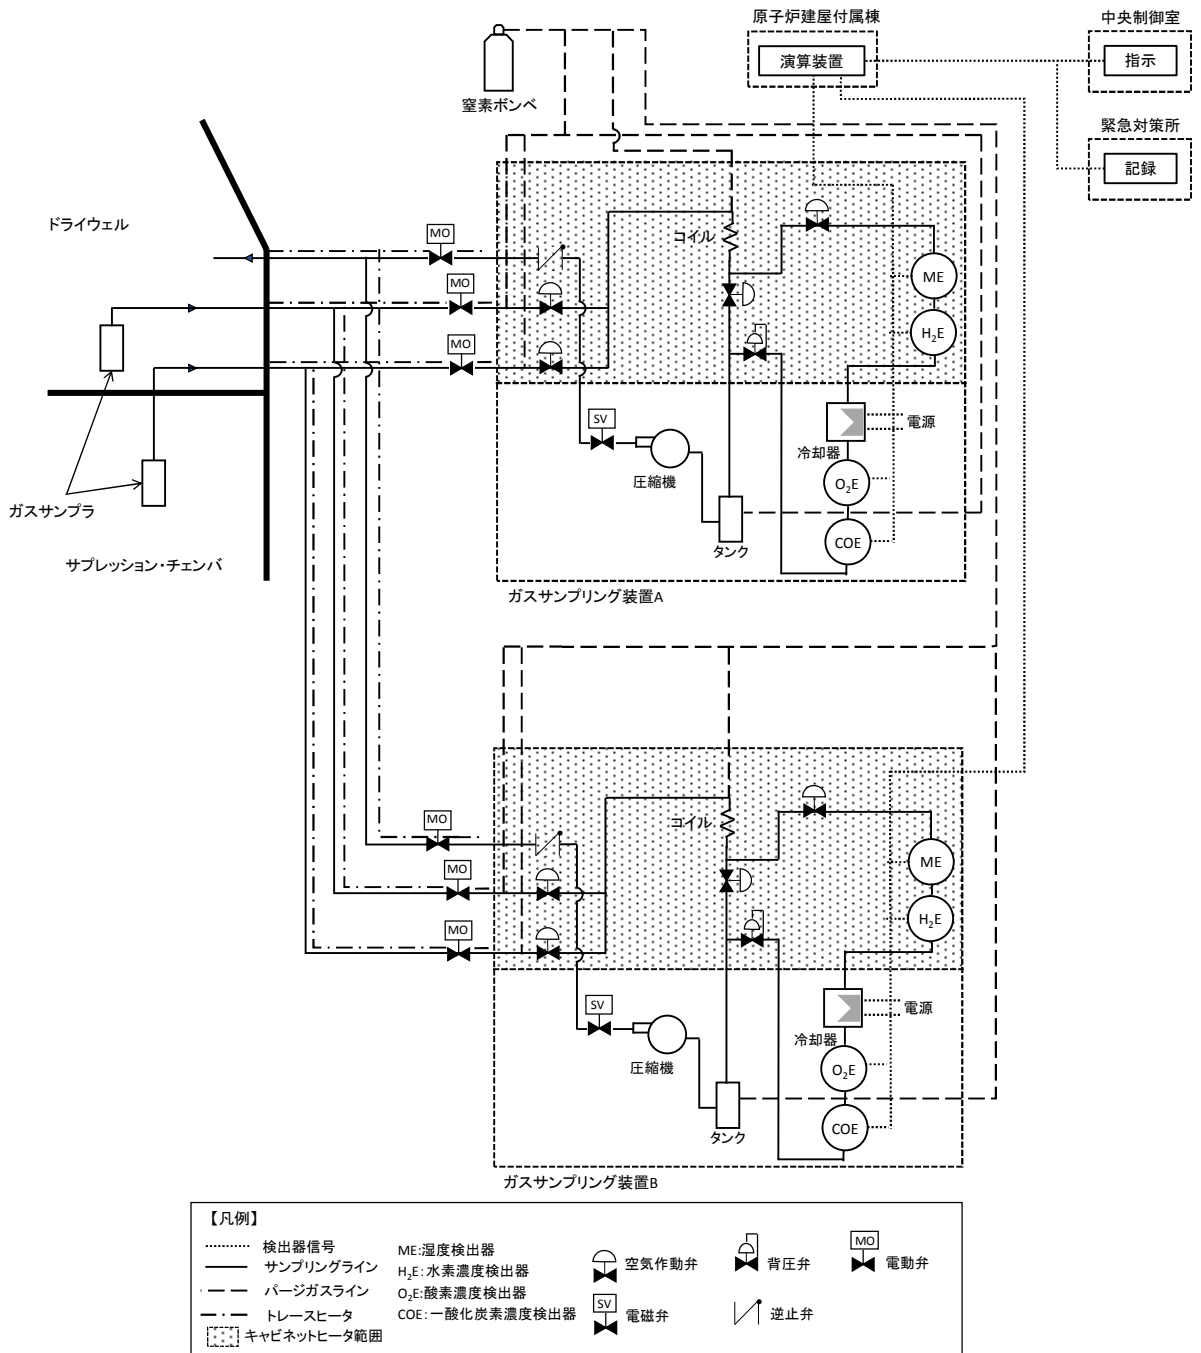 原子炉建屋付属棟
演算装置
中央制御室
指示
緊急対策所
記録
窒素ボンベ
ドライウェル
MO
MO
MO
コイル
ME
H2E
電源
冷却器
SV
圧縮機
O2E
COE
タンク
ガスサンプラ
サプレッション・チェンバ
ガスサンプリング装置A
MO
MO
MO
コイル
ME
H2E
電源
冷却器
SV
圧縮機
O2E
COE
タンク
ガスサンプリング装置B
【凡例】
検出器信号
サンプリングライン
パージガスライン
トレースヒータ
キャビネットヒータ範囲
ME:湿度検出器
H2E:水素濃度検出器
O2E:酸素濃度検出器
COE:一酸化炭素濃度検出器
空気作動弁
SV
電磁弁
背圧弁
逆止弁
MO
電動弁